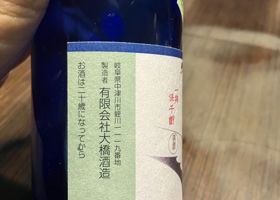 岐阜県中津川市蛭川一一一九番地
製造者 有限会社大橋酒造
お酒は二十歳になってから